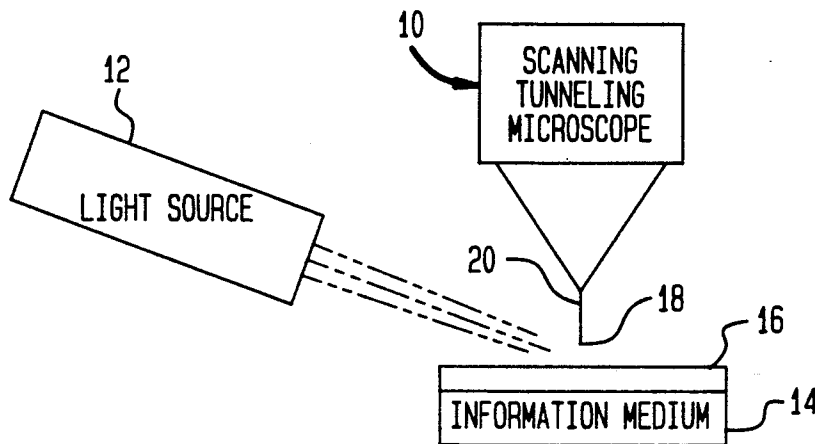 10
SCANNING
TUNNELING
MICROSCOPE
12
LIGHT SOURCE
20
18
16
INFORMATION MEDIUM
14